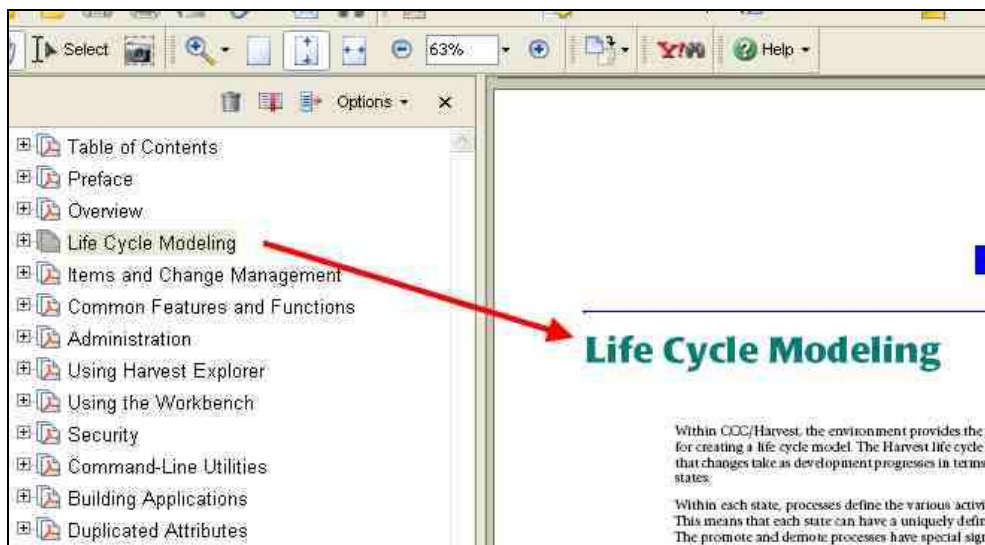 Select
63%
Y!
Help
Options
Table of Contents
Preface
Overview
Life Cycle Modeling
Items and Change Management
Common Features and Functions
Administration
Using Harvest Explorer
Using the Workbench
Security
Command-Line Utilities
Building Applications
Duplicated Attributes
Life Cycle Modeling
Within CCC/Harvest, the environment provides the
for creating a life cycle model. The Harvest life cycle
that changes take as development progresses in terms
states.
Within each state, processes define the various
This means that each state can have a uniquely
The promote and demote processes have special